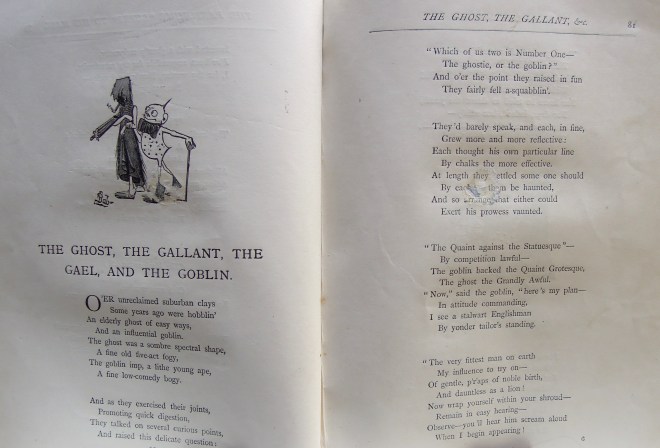 THE GHOST, THE GALLANT, THE
GAEL, AND THE GOBLIN.
O'ER unreclaimed suburban clays
Some years ago were hobblin'
An elderly ghost of easy ways,
And an influential goblin.
The ghost was a sombre spectral shape,
A fine old five-act fogy,
The goblin imp, a lithe young ape,
A fine low-comedy bogy.
And as they exercised their joints,
Promoting quick digestion,
They talked on several curious points,
And raised this delicate question:
THE GHOST, THE GALLANT, &c. 81
"Which of us two is Number One—
The ghostie, or the goblin?"
And o'er the point they raised in fun
They fairly fell a-squabblin'.
They'd barely speak, and each, in fine,
Grew more and more reflective:
Each thought his own particular line
By chalks the more effective.
At length they ettled some one should
By each them be haunted,
And so arrange that either could
Exert his prowess vaunted.
"The Quaint against the Statuesque"—
By competition lawful—
The goblin backed the Quaint Grotesque,
The ghost the Grandly Awful.
"Now," said the goblin, "here's my plan—
In attitude commanding,
I see a stalwart Englishman
By yonder tailor's standing.
"The very fittest man on earth
My influence to try on—
Of gentle, p'r'aps of noble birth,
And dauntless as a lion!
Now wrap yourself within your shroud—
Remain in easy hearing—
Observe—you'll hear him scream aloud
When I begin appearing!
6